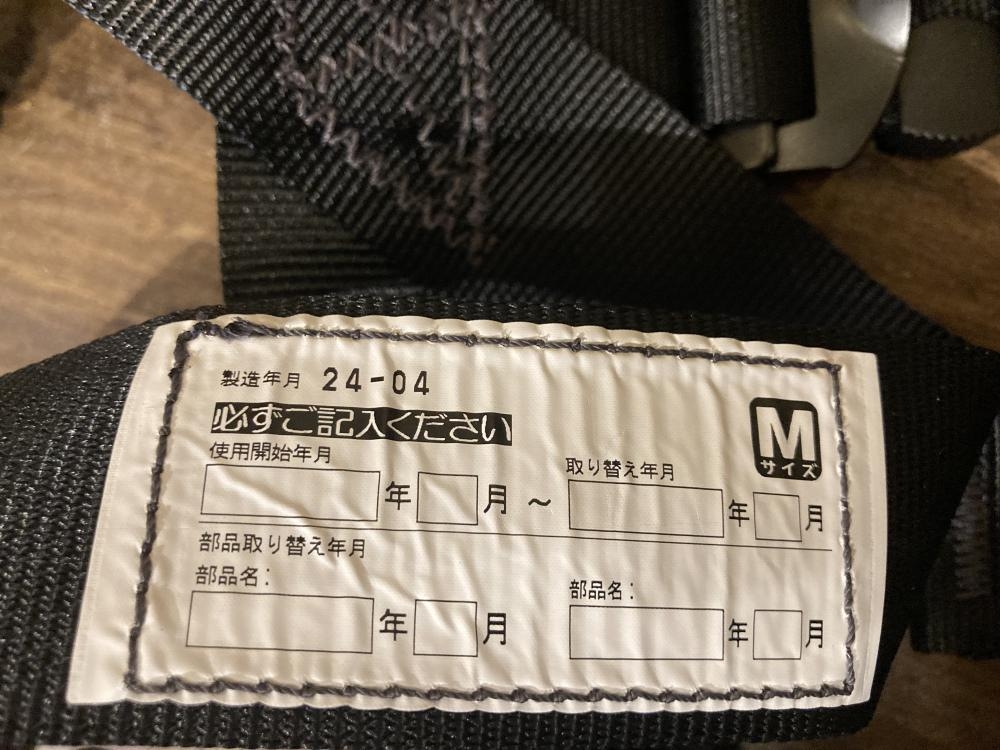 製造年月 24-04
必ずご記入ください
M
サイズ
使用開始年月
取り替え年月
年 月 ~ 年 月
部品取り替え年月
部品名:
部品名:
年 月
年 月